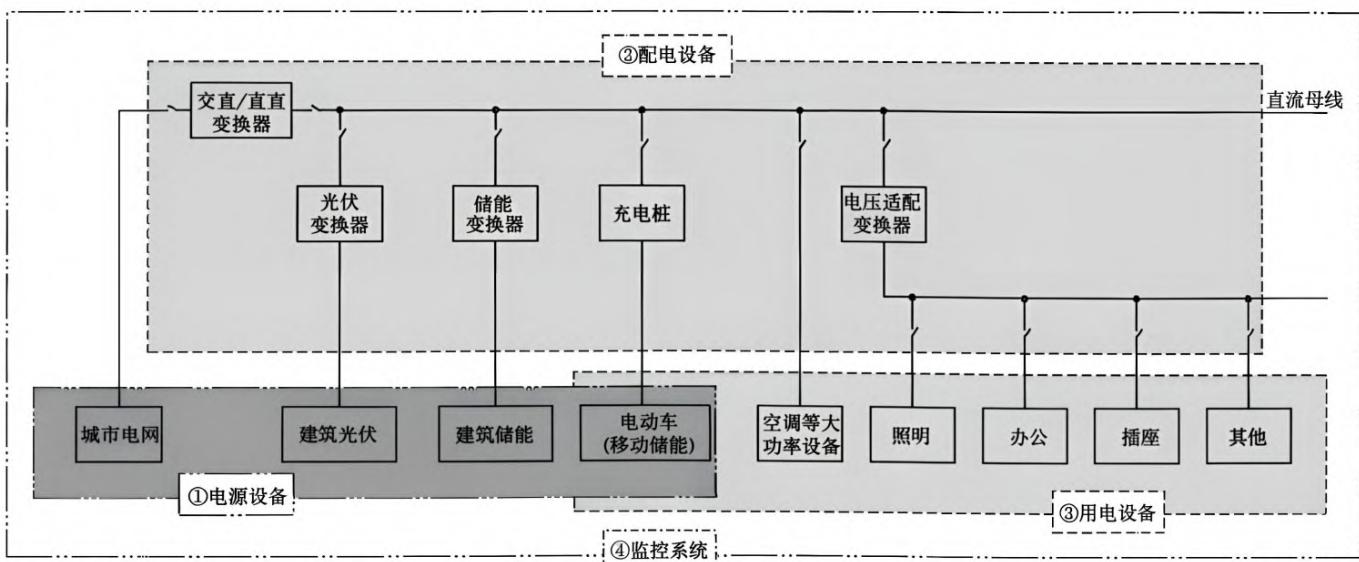 ②配电设备
交直/直直
变换器
直流母线
光伏
变换器
储能
变换器
充电桩
电压适配
变换器
城市电网
建筑光伏
建筑储能
电动车
(移动储能)
空调等大
功率设备
照明
办公
插座
其他
①电源设备
③用电设备
④监控系统